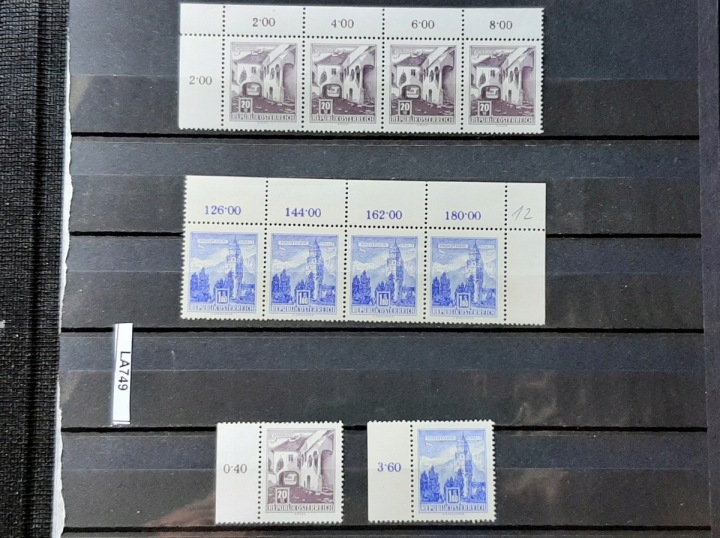 2·00 4·00 6·00 8·00
2·00
20 20 20 20
REPUBLIK ÖSTERREICH REPUBLIK ÖSTERREICH REPUBLIK ÖSTERREICH REPUBLIK ÖSTERREICH
126·00 144·00 162·00 180·00 12
REPUBLIK ÖSTERREICH REPUBLIK ÖSTERREICH REPUBLIK ÖSTERREICH REPUBLIK ÖSTERREICH
LA749
0·40 3·60
20
REPUBLIK ÖSTERREICH REPUBLIK ÖSTERREICH